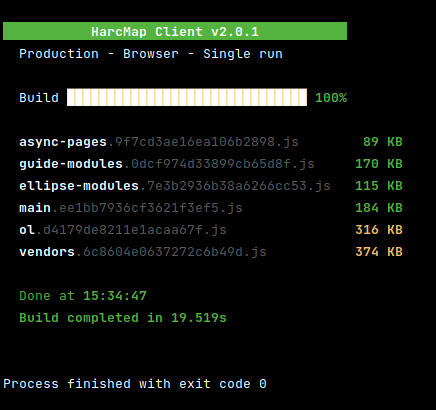 HarcMap Client v2.0.1
Production - Browser - Single run
Build 100%
async-pages.9f7cd3ae16ea106b2898.js 89 KB
guide-modules.0dcf974d33899cb65d8f.js 170 KB
ellipse-modules.7e3b2936b38a6266cc53.js 115 KB
main.ee1bb7936cf3621f3ef5.js 184 KB
ol.d4179de8211e1acaa67f.js 316 KB
vendors.6c8604e0637272c6b49d.js 374 KB
Done at 15:34:47
Build completed in 19.519s
Process finished with exit code 0